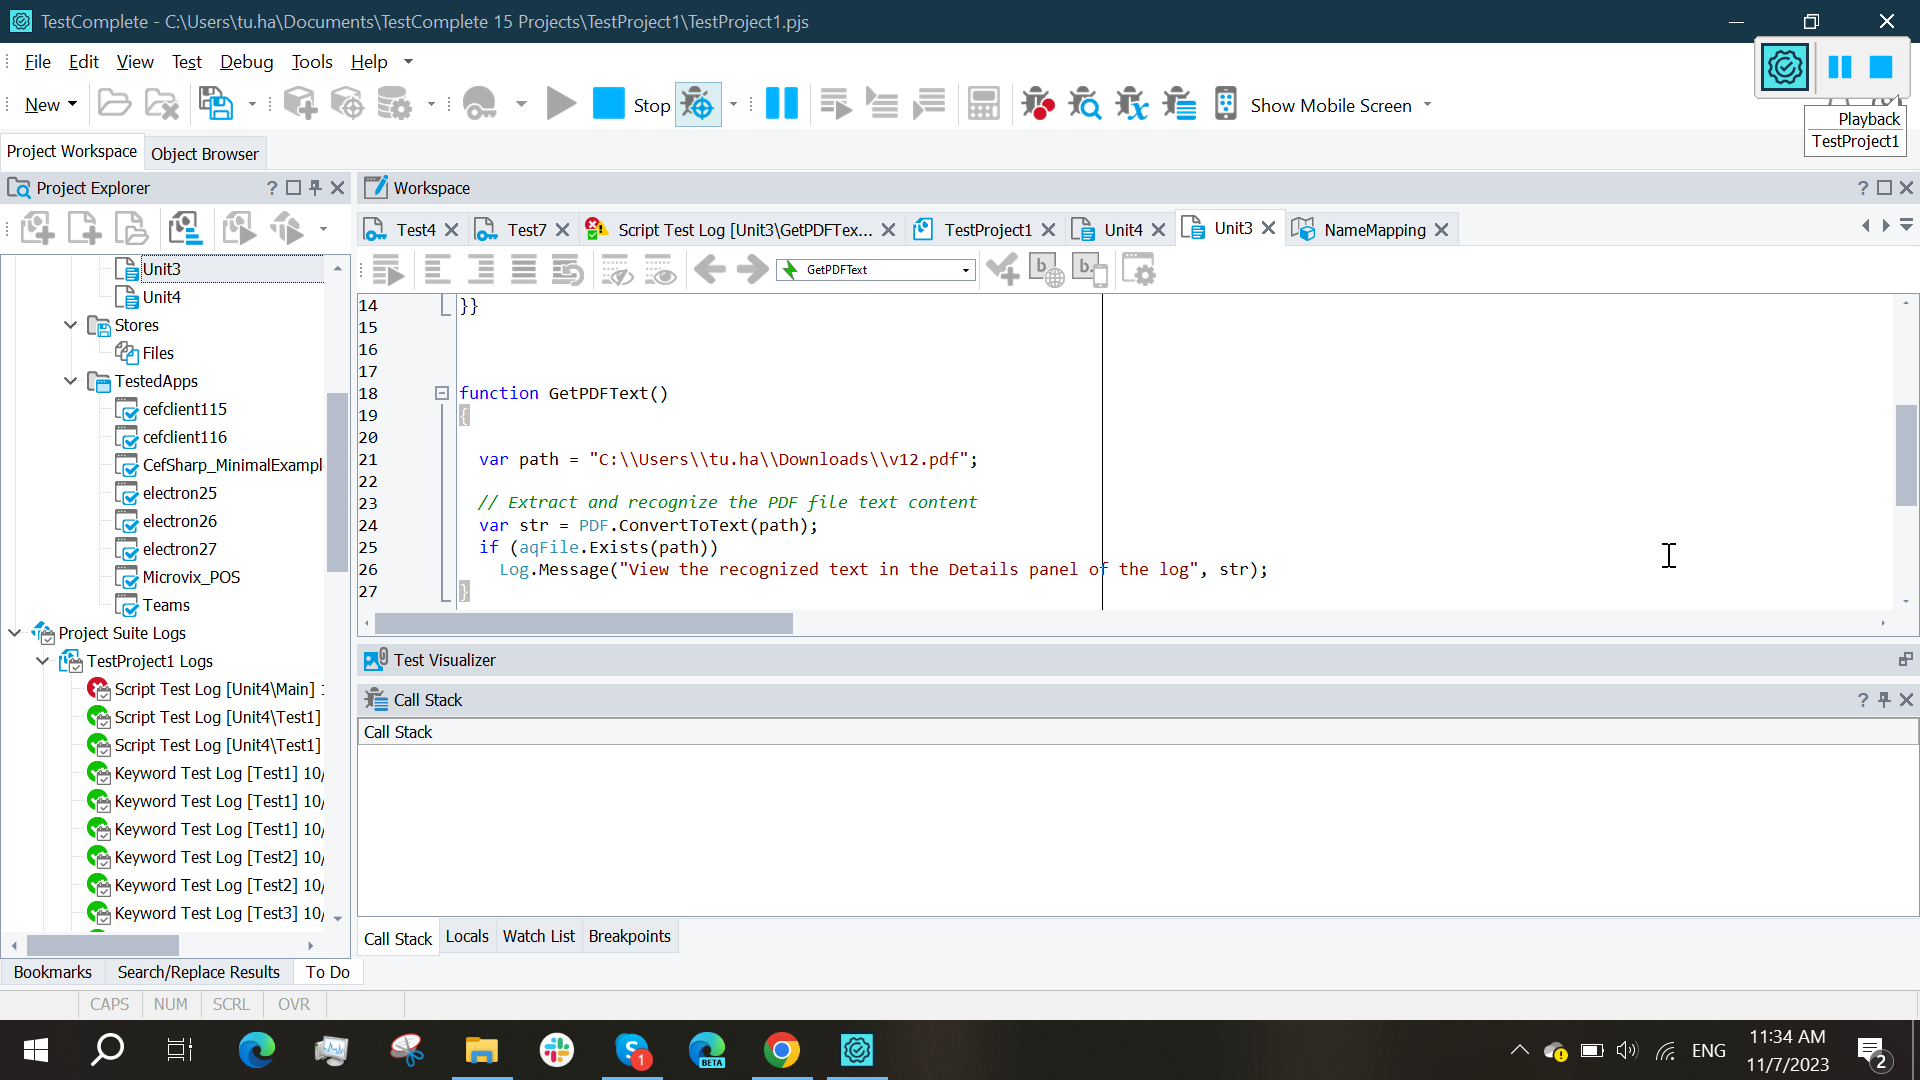 TestComplete - C:\Users\tu.ha\Documents\TestComplete 15 Projects\TestProject1\TestProject1.pjs
File Edit View Test Debug Tools Help
New Stop Show Mobile Screen
Playback
TestProject1
Project Workspace Object Browser
Project Explorer
Workspace
Test4 Test7 Script Test Log [Unit3\GetPDFTex... TestProject1 Unit4 Unit3 NameMapping
GetPDFText
Unit3
Unit4
Stores
Files
TestedApps
cefclient115
cefclient116
CefSharp_MinimalExampl
electron25
electron26
electron27
Microvix_POS
Teams
Project Suite Logs
TestProject1 Logs
Script Test Log [Unit4\Main] 1
Script Test Log [Unit4\Test1]
Script Test Log [Unit4\Test1]
Keyword Test Log [Test1] 10/
Keyword Test Log [Test1] 10/
Keyword Test Log [Test1] 10/
Keyword Test Log [Test2] 10/
Keyword Test Log [Test2] 10/
Keyword Test Log [Test3] 10/
14 }}
15
16
17
18 function GetPDFText()
19 {
20
21 var path = "C:\\Users\\tu.ha\\Downloads\\v12.pdf";
22
23 // Extract and recognize the PDF file text content
24 var str = PDF.ConvertToText(path);
25 if (aqFile.Exists(path))
26 Log.Message("View the recognized text in the Details panel of the log", str);
27 }
Test Visualizer
Call Stack
Call Stack
Call Stack Locals Watch List Breakpoints
Bookmarks Search/Replace Results To Do
CAPS NUM SCRL OVR
1
BETA
ENG
11:34 AM
11/7/2023
2